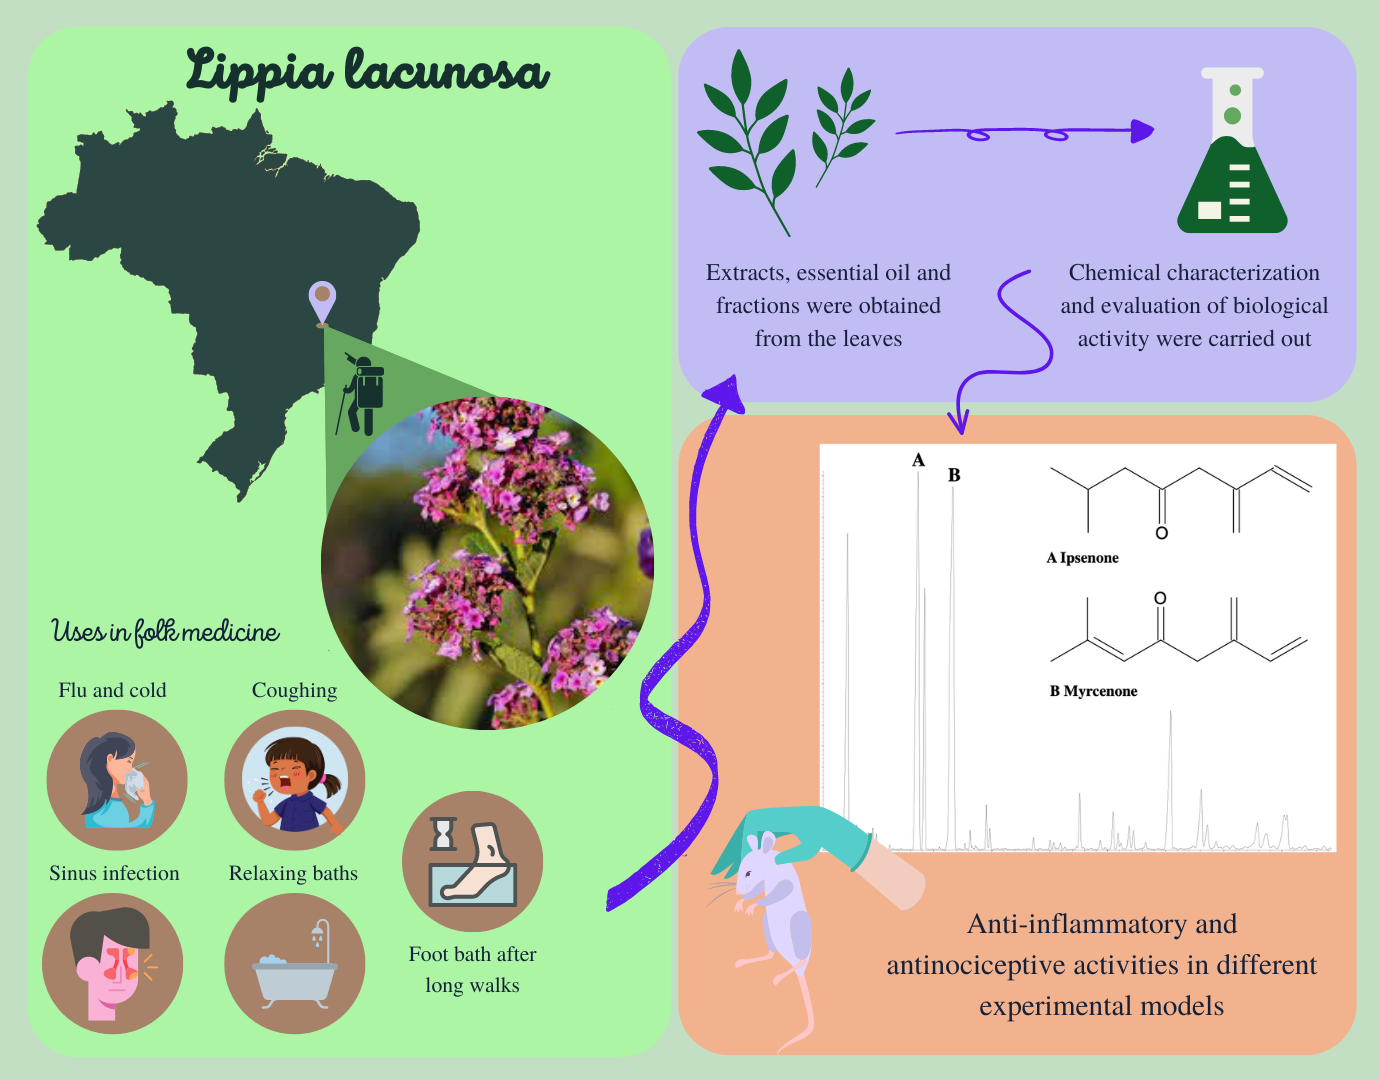 Lippia lacunosa
Uses in folk medicine
Flu and cold
Coughing
Sinus infection
Relaxing baths
Foot bath after
long walks
Extracts, essential oil and
fractions were obtained
from the leaves
Chemical characterization
and evaluation of biological
activity were carried out
A
B
O
A Ipsenone
O
B Myrcenone
Anti-inflammatory and
antinociceptive activities in different
experimental models